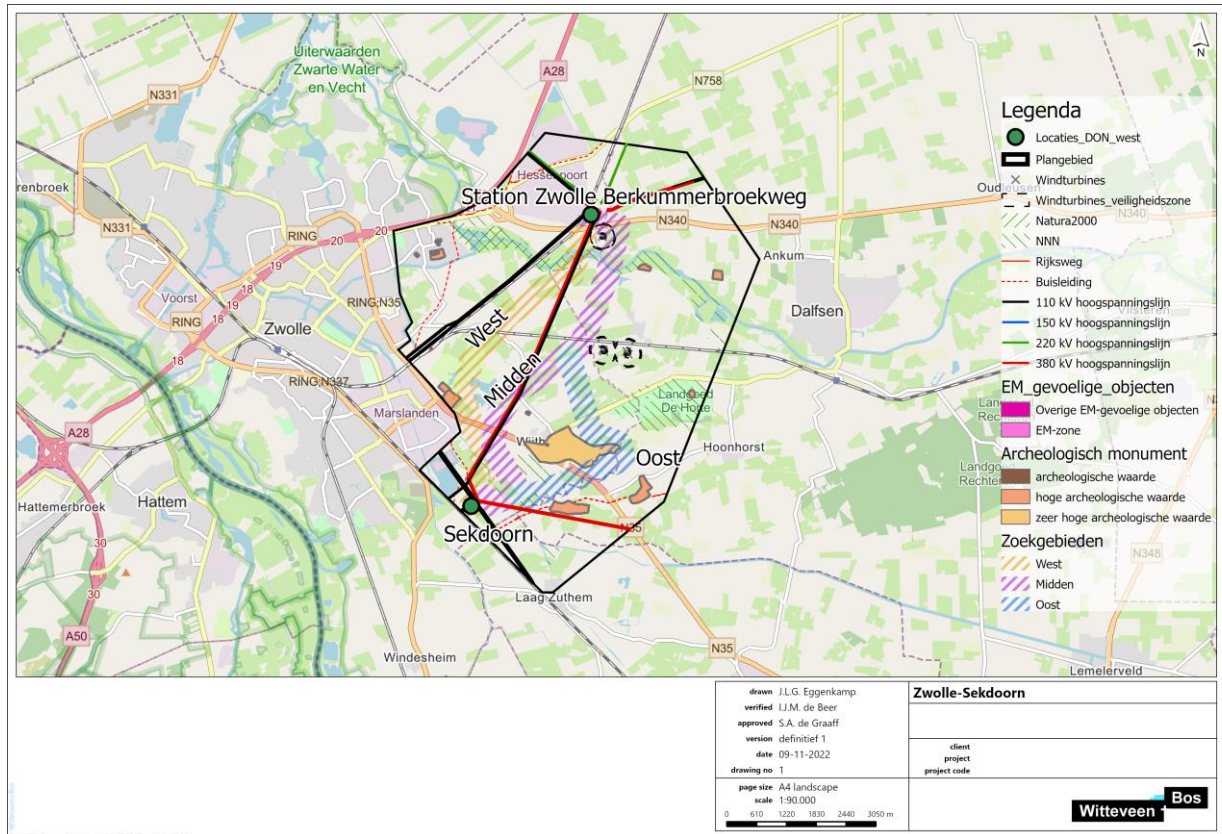 Uiterwaarden
Zwarte Water
en Vecht
A28
N758
N331
N
Legenda
Locaties_DON_west
Plangebied
Windturbines
Windturbines_veiligheidszone
Natura2000
NNN
Rijksweg
Buisleiding
110 kV hoogspanningslijn
150 kV hoogspanningslijn
220 kV hoogspanningslijn
380 kV hoogspanningslijn
EM_gevoelige_objecten
Overige EM-gevoelige objecten
EM-zone
Archeologisch monument
archeologische waarde
hoge archeologische waarde
zeer hoge archeologische waarde
Zoekgebieden
West
Midden
Oost
Hessenpoort
Station Zwolle Berkummerbroekweg
renbroek
Oudleusen
N340
N340
N340
N331
RING
20
20
Ankum
19
RING;N35
Voorst
18
RING
18
Zwolle
West
Dalfsen
Vilsteren
RING;N337
Midden
Marslanden
Landgoed
De Horte
A28
Wijth
Hoonhorst
Oost
Hattem
Hattemerbroek
Sekdoorn
N35
30
30
Laag Zuthem
N348
A50
Windesheim
N35
Lemelerveld
drawn J.L.G. Eggenkamp
verified I.J.M. de Beer
approved S.A. de Graaff
version definitief 1
date 09-11-2022
drawing no 1
page size A4 landscape
scale 1:90.000
0 610 1220 1830 2440 3050 m
Zwolle-Sekdoorn
client
project
project code
Witteveen Bos